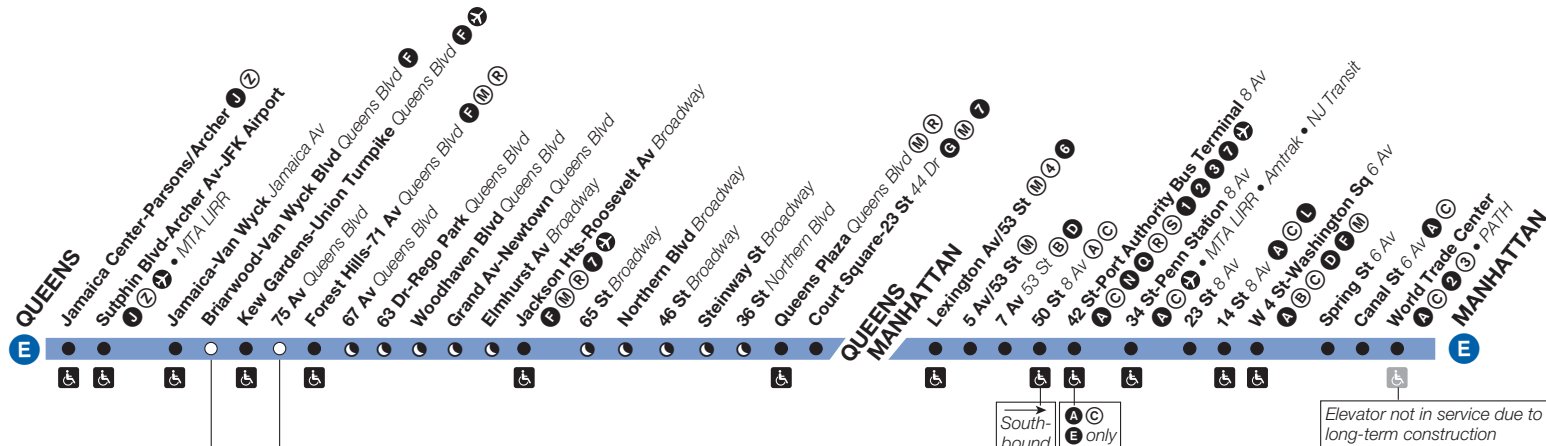 QUEENS
Jamaica Center-Parsons/Archer J Z
Sutphin Blvd-Archer Av-JFK Airport
J Z • MTA LIRR
Jamaica-Van Wyck Jamaica Av
Briarwood-Van Wyck Blvd Queens Blvd F
Kew Gardens-Union Turnpike Queens Blvd F
75 Av Queens Blvd
Forest Hills-71 Av Queens Blvd F M R
67 Av Queens Blvd
63 Dr-Rego Park Queens Blvd
Woodhaven Blvd Queens Blvd
Grand Av-Newtown Queens Blvd
Elmhurst Av Broadway
Jackson Hts-Roosevelt Av Broadway
F M R 7
65 St Broadway
Northern Blvd Broadway
46 St Broadway
Steinway St Broadway
36 St Northern Blvd
Queens Plaza Queens Blvd M R
Court Square-23 St 44 Dr G M 7
QUEENS
MANHATTAN
Lexington Av/53 St M 4 6
5 Av/53 St M
7 Av 53 St B D
50 St 8 Av A C
42 St-Port Authority Bus Terminal 8 Av
A C N Q R S 1 2 3 7
34 St-Penn Station 8 Av
A C • MTA LIRR • Amtrak • NJ Transit
23 St 8 Av
14 St 8 Av A C L
W 4 St-Washington Sq 6 Av
A B C D F M
Spring St 6 Av
Canal St 6 Av A C
World Trade Center
A C 2 3 • PATH
MANHATTAN
E
E
South-
bound
A C
E only
Elevator not in service due to
long-term construction